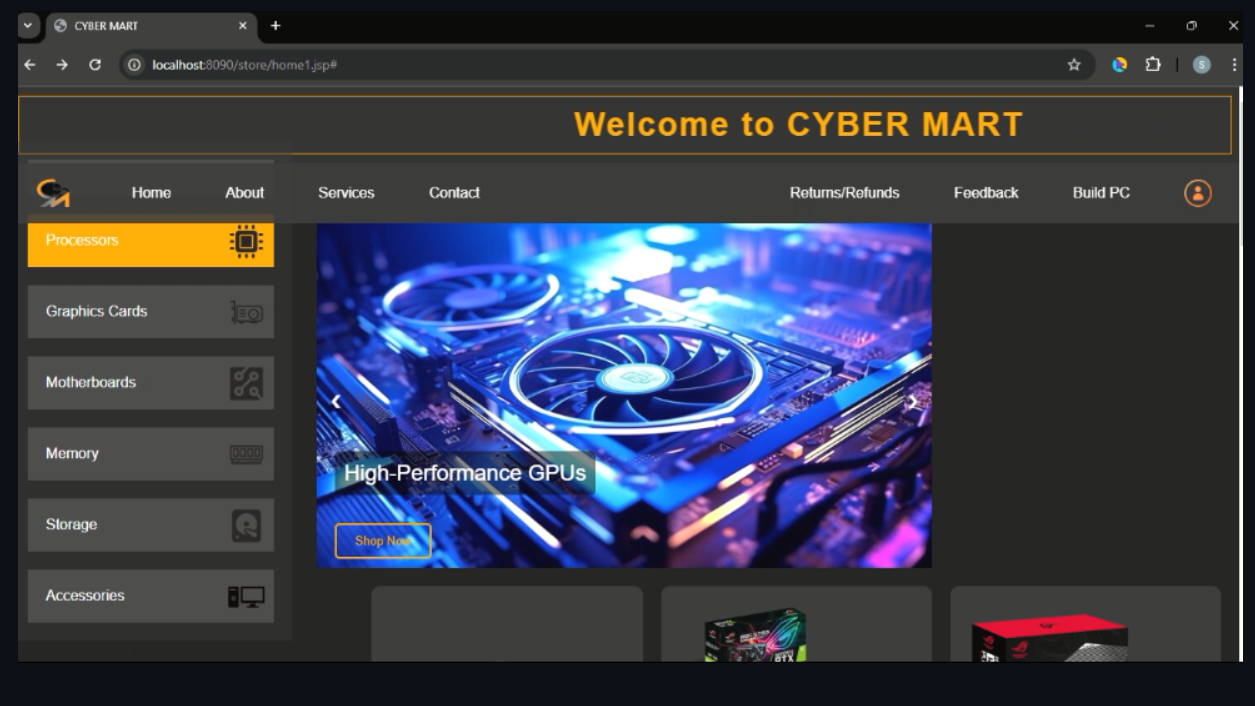 CYBER MART
localhost:8090/store/home1.jsp#
S
Welcome to CYBER MART
Home About Services Contact Returns/Refunds Feedback Build PC
Processors
Graphics Cards
Motherboards
Memory
Storage
Accessories
High-Performance GPUs
Shop Now